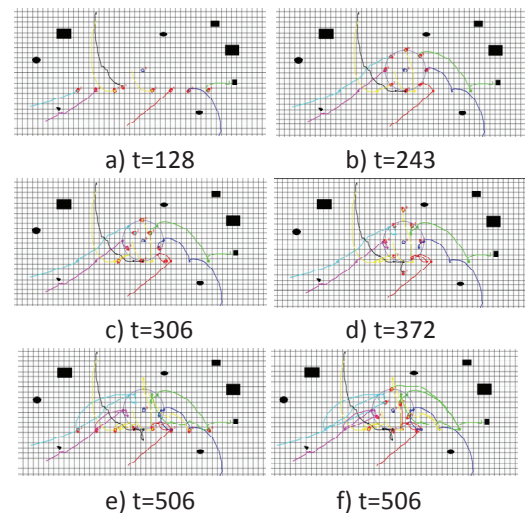 a) t=128
b) t=243
c) t=306
d) t=372
e) t=506
f) t=506